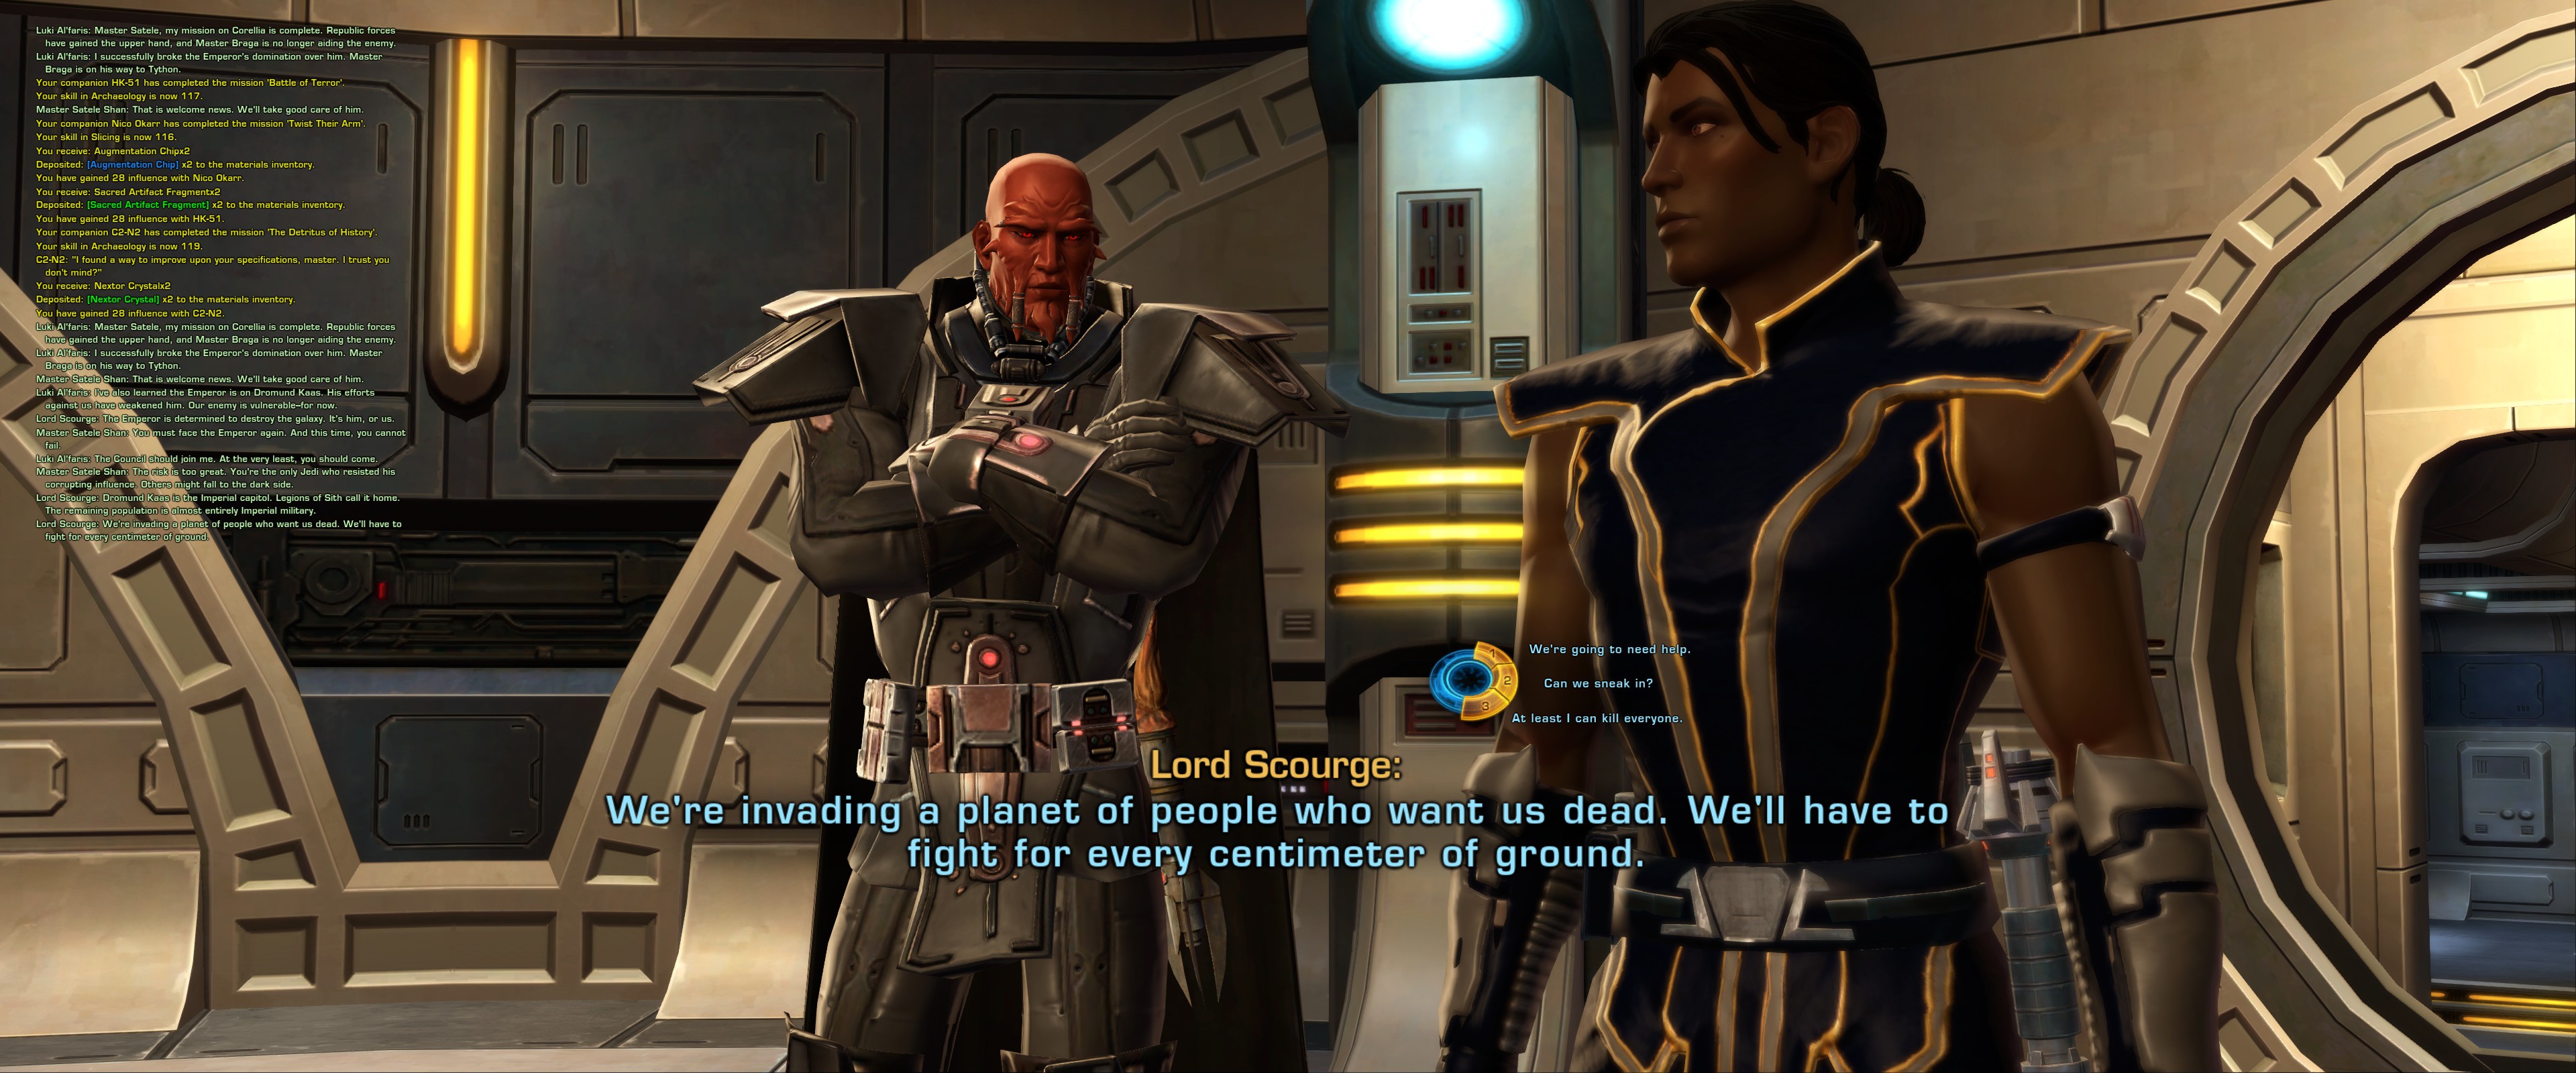 Luki Al'faris: Master Satele, my mission on Corellia is complete. Republic forces
have gained the upper hand, and Master Braga is no longer aiding the enemy.
Luki Al'faris: I successfully broke the Emperor's domination over him. Master
Braga is on his way to Tython.
Your companion HK-51 has completed the mission 'Battle of Terror'.
Your skill in Archaeology is now 117.
Master Satele Shan: That is welcome news. We'll take good care of him.
Your companion Nico Okarr has completed the mission 'Twist Their Arm'.
Your skill in Slicing is now 116.
You receive: Augmentation Chipx2
Deposited: [Augmentation Chip] x2 to the materials inventory.
You have gained 28 influence with Nico Okarr.
You receive: Sacred Artifact Fragmentx2
Deposited: [Sacred Artifact Fragment] x2 to the materials inventory.
You have gained 28 influence with HK-51.
Your companion C2-N2 has completed the mission 'The Detritus of History'.
Your skill in Archaeology is now 119.
C2-N2: "I found a way to improve upon your specifications, master. I trust you
don't mind?"
You receive: Nextor Crystalx2
Deposited: [Nextor Crystal] x2 to the materials inventory.
You have gained 28 influence with C2-N2.
Luki Al'faris: Master Satele, my mission on Corellia is complete. Republic forces
have gained the upper hand, and Master Braga is no longer aiding the enemy.
Luki Al'faris: I successfully broke the Emperor's domination over him. Master
Braga is on his way to Tython.
Master Satele Shan: That is welcome news. We'll take good care of him.
Luki Al'faris: I've also learned the Emperor is on Dromund Kaas. His efforts
against us have weakened him. Our enemy is vulnerable–for now.
Lord Scourge: The Emperor is determined to destroy the galaxy. It's him, or us.
Master Satele Shan: You must face the Emperor again. And this time, you cannot
fail.
Luki Al'faris: The Council should join me. At the very least, you should come.
Master Satele Shan: The risk is too great. You're the only Jedi who resisted his
corrupting influence. Others might fall to the dark side.
Lord Scourge: Dromund Kaas is the Imperial capitol. Legions of Sith call it home.
The remaining population is almost entirely Imperial military.
Lord Scourge: We're invading a planet of people who want us dead. We'll have to
fight for every centimeter of ground.
1 We're going to need help.
2 Can we sneak in?
3 At least I can kill everyone.
Lord Scourge:
We're invading a planet of people who want us dead. We'll have to
fight for every centimeter of ground.